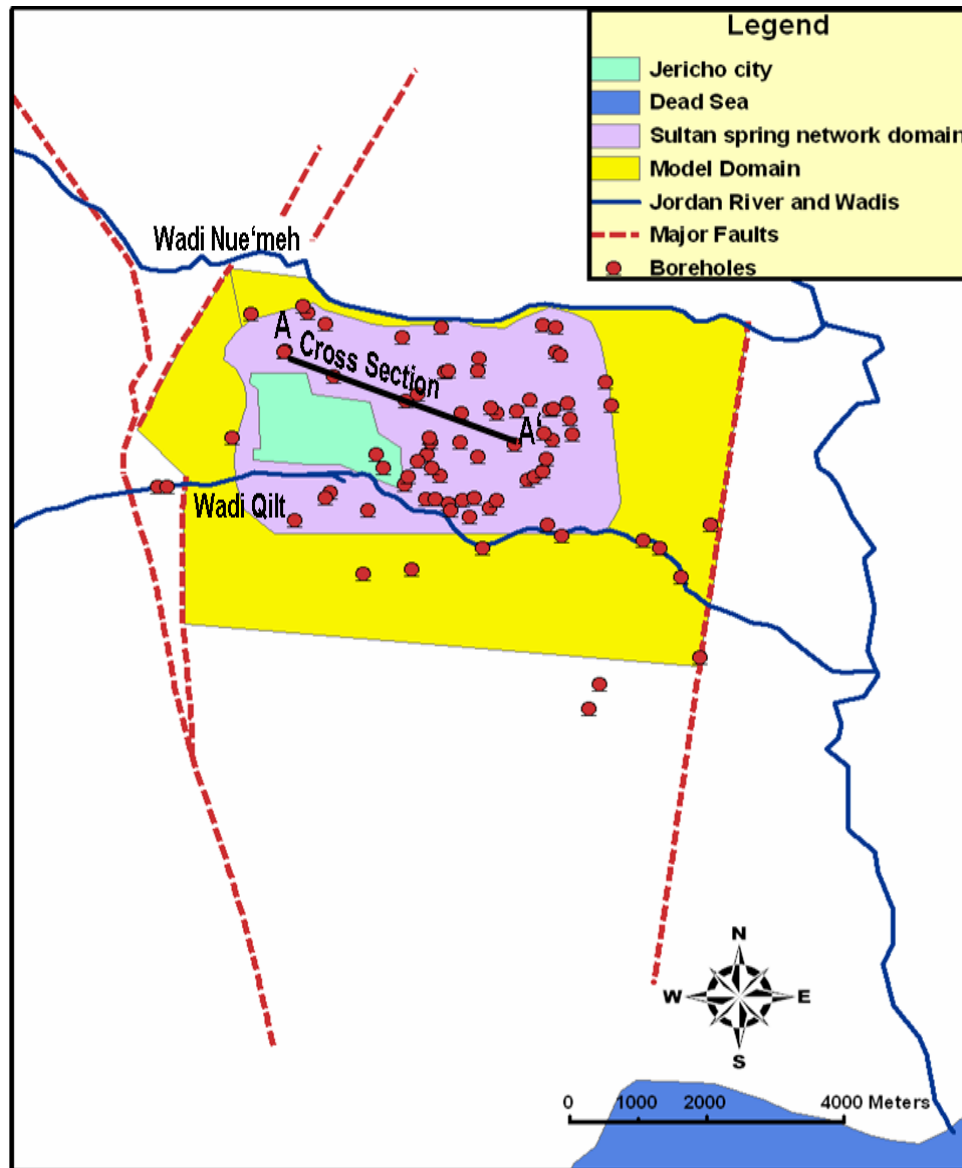 Legend
Jericho city
Dead Sea
Sultan spring network domain
Model Domain
Jordan River and Wadis
Major Faults
Boreholes
Wadi Nue'meh
A
Cross Section
A'
Wadi Qilt
N
W E
S
0 1000 2000 4000 Meters